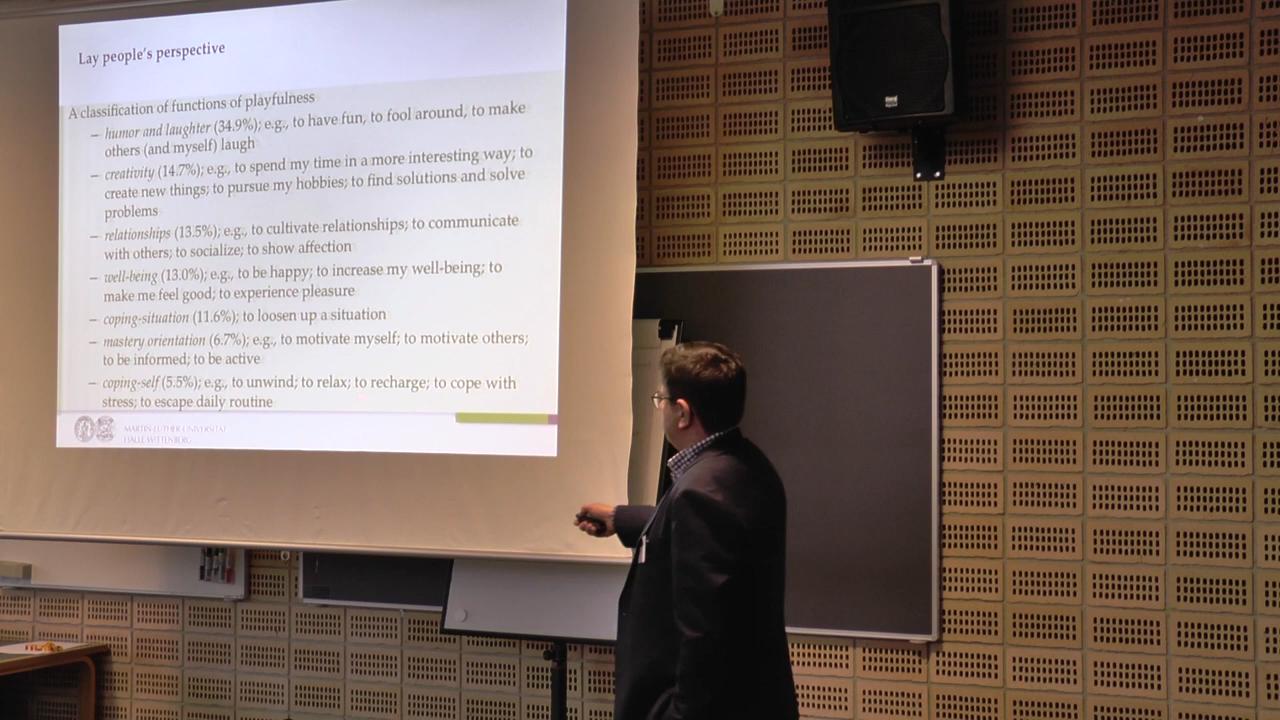 Lay people's perspective
A classification of functions of playfulness
– humor and laughter (34.9%); e.g., to have fun, to fool around, to make
others (and myself) laugh
– creativity (14.7%); e.g., to spend my time in a more interesting way; to
create new things; to pursue my hobbies; to find solutions and solve
problems
– relationships (13.5%); e.g., to cultivate relationships; to communicate
with others; to socialize; to show affection
– well-being (13.0%); e.g., to be happy; to increase my well-being; to
make me feel good; to experience pleasure
– coping-situation (11.6%); to loosen up a situation
– mastery orientation (6.7%); e.g., to motivate myself; to motivate others;
to be informed; to be active
– coping-self (5.5%); e.g., to unwind; to relax; to recharge; to cope with
stress; to escape daily routine
MARTIN-LUTHER-UNIVERSITÄT
HALLE-WITTENBERG